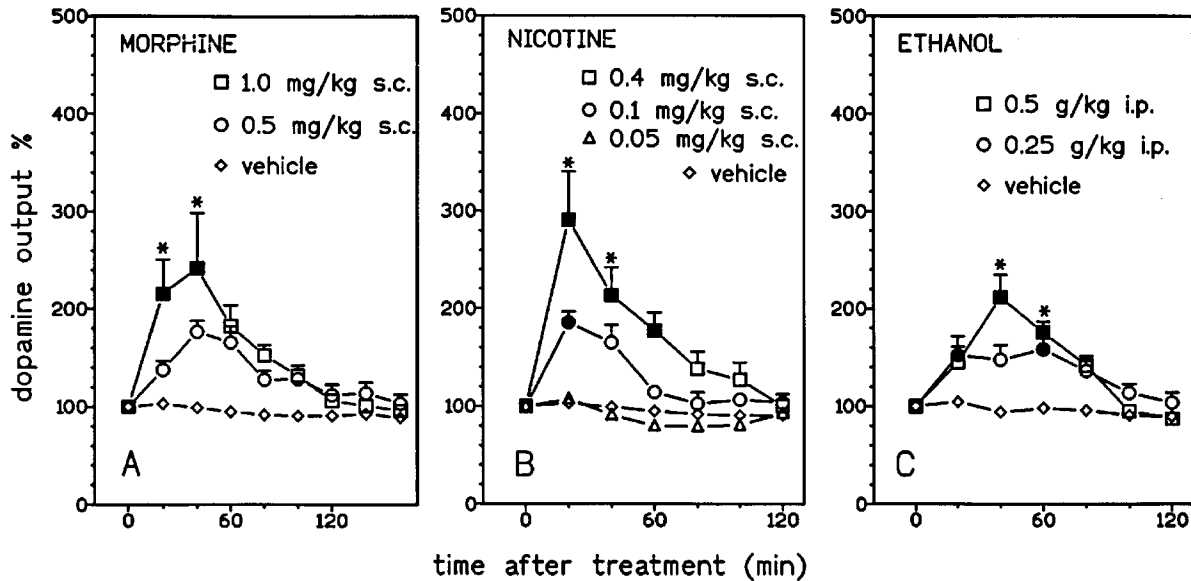 dopamine output %
500
400
300
200
100
0
MORPHINE
1.0 mg/kg s.c.
0.5 mg/kg s.c.
vehicle
*
*
A
0
60
120
500
400
300
200
100
0
NICOTINE
0.4 mg/kg s.c.
0.1 mg/kg s.c.
0.05 mg/kg s.c.
vehicle
*
*
B
0
60
120
500
400
300
200
100
0
ETHANOL
0.5 g/kg i.p.
0.25 g/kg i.p.
vehicle
*
*
C
0
60
120
time after treatment (min)